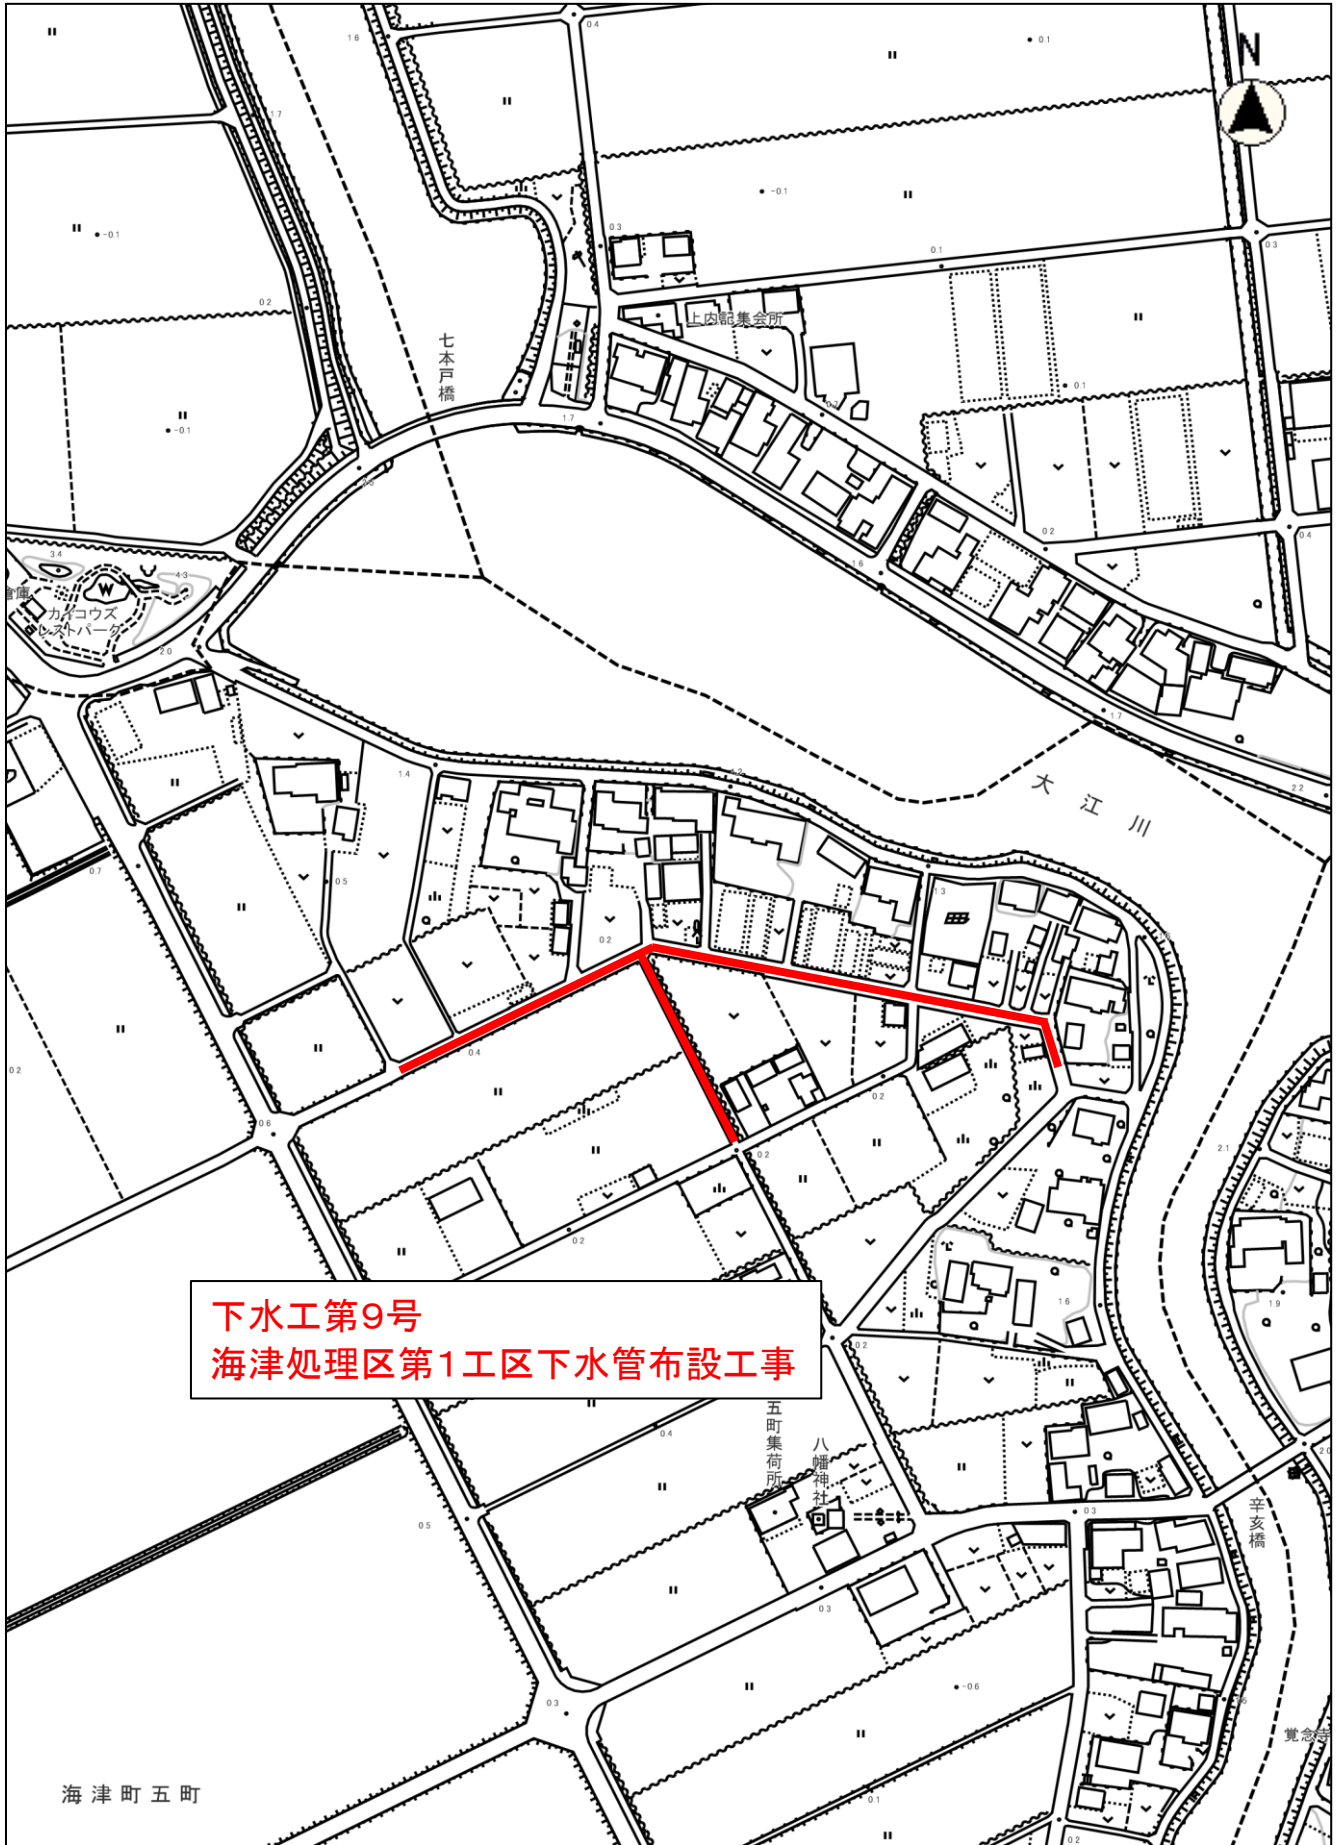 N
上内記集会所
七本戸橋
倉庫
カイコウズ
レストパーク
大江川
下水工第9号
海津処理区第1工区下水管布設工事
五町集荷所
八幡神社
辛亥橋
覚念寺
海津町五町